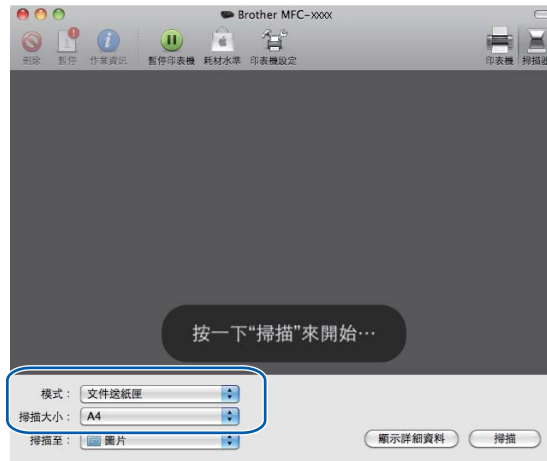 Brother MFC-xxxx
刪除 暫停 作業資訊 暫停印表機 耗材水準 印表機設定 印表機 掃描器
按一下“掃描”來開始…
模式： 文件送紙匣
掃描大小： A4
掃描至： 圖片 顯示詳細資料 掃描